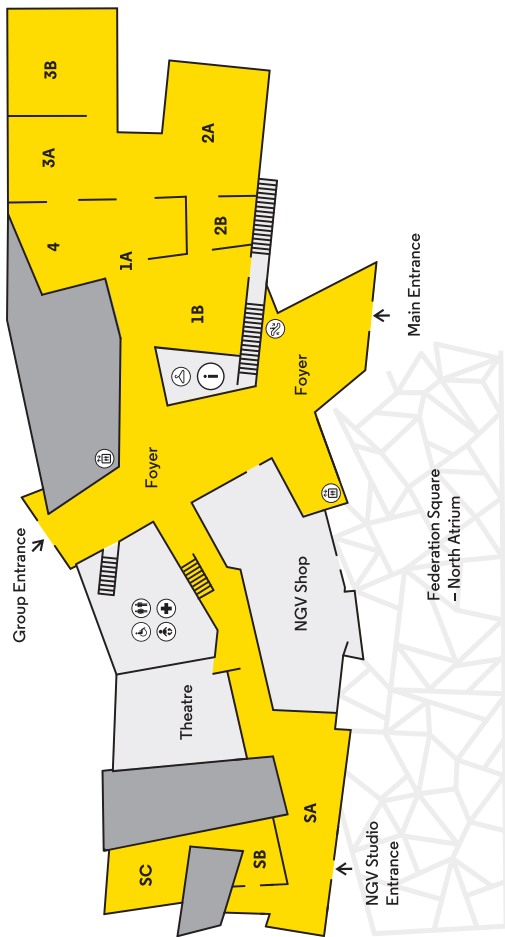 3B
3A
2A
2B
4
1A
1B
Main Entrance
Foyer
i
Foyer
Group Entrance
Federation Square
– North Atrium
NGV Shop
Theatre
SA
SB
SC
NGV Studio
Entrance